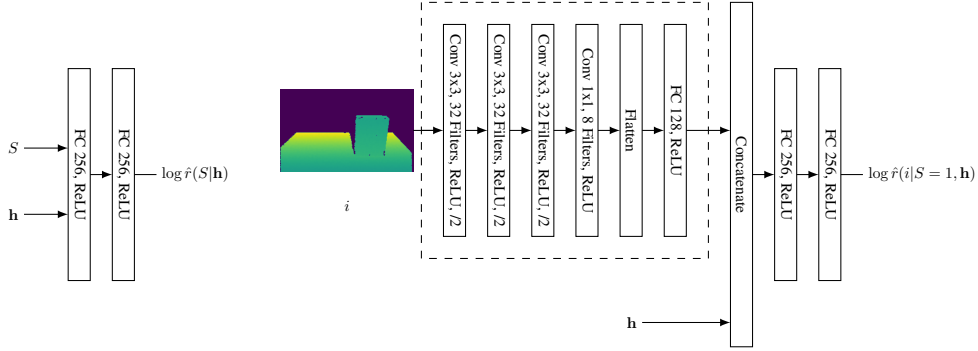 S
h
FC 256, ReLU
FC 256, ReLU
log r̂(S|h)
i
Conv 3x3, 32 Filters, ReLU, /2
Conv 3x3, 32 Filters, ReLU, /2
Conv 3x3, 32 Filters, ReLU, /2
Conv 1x1, 8 Filters, ReLU
Flatten
FC 128, ReLU
h
Concatenate
FC 256, ReLU
FC 256, ReLU
log r̂(i|S = 1, h)